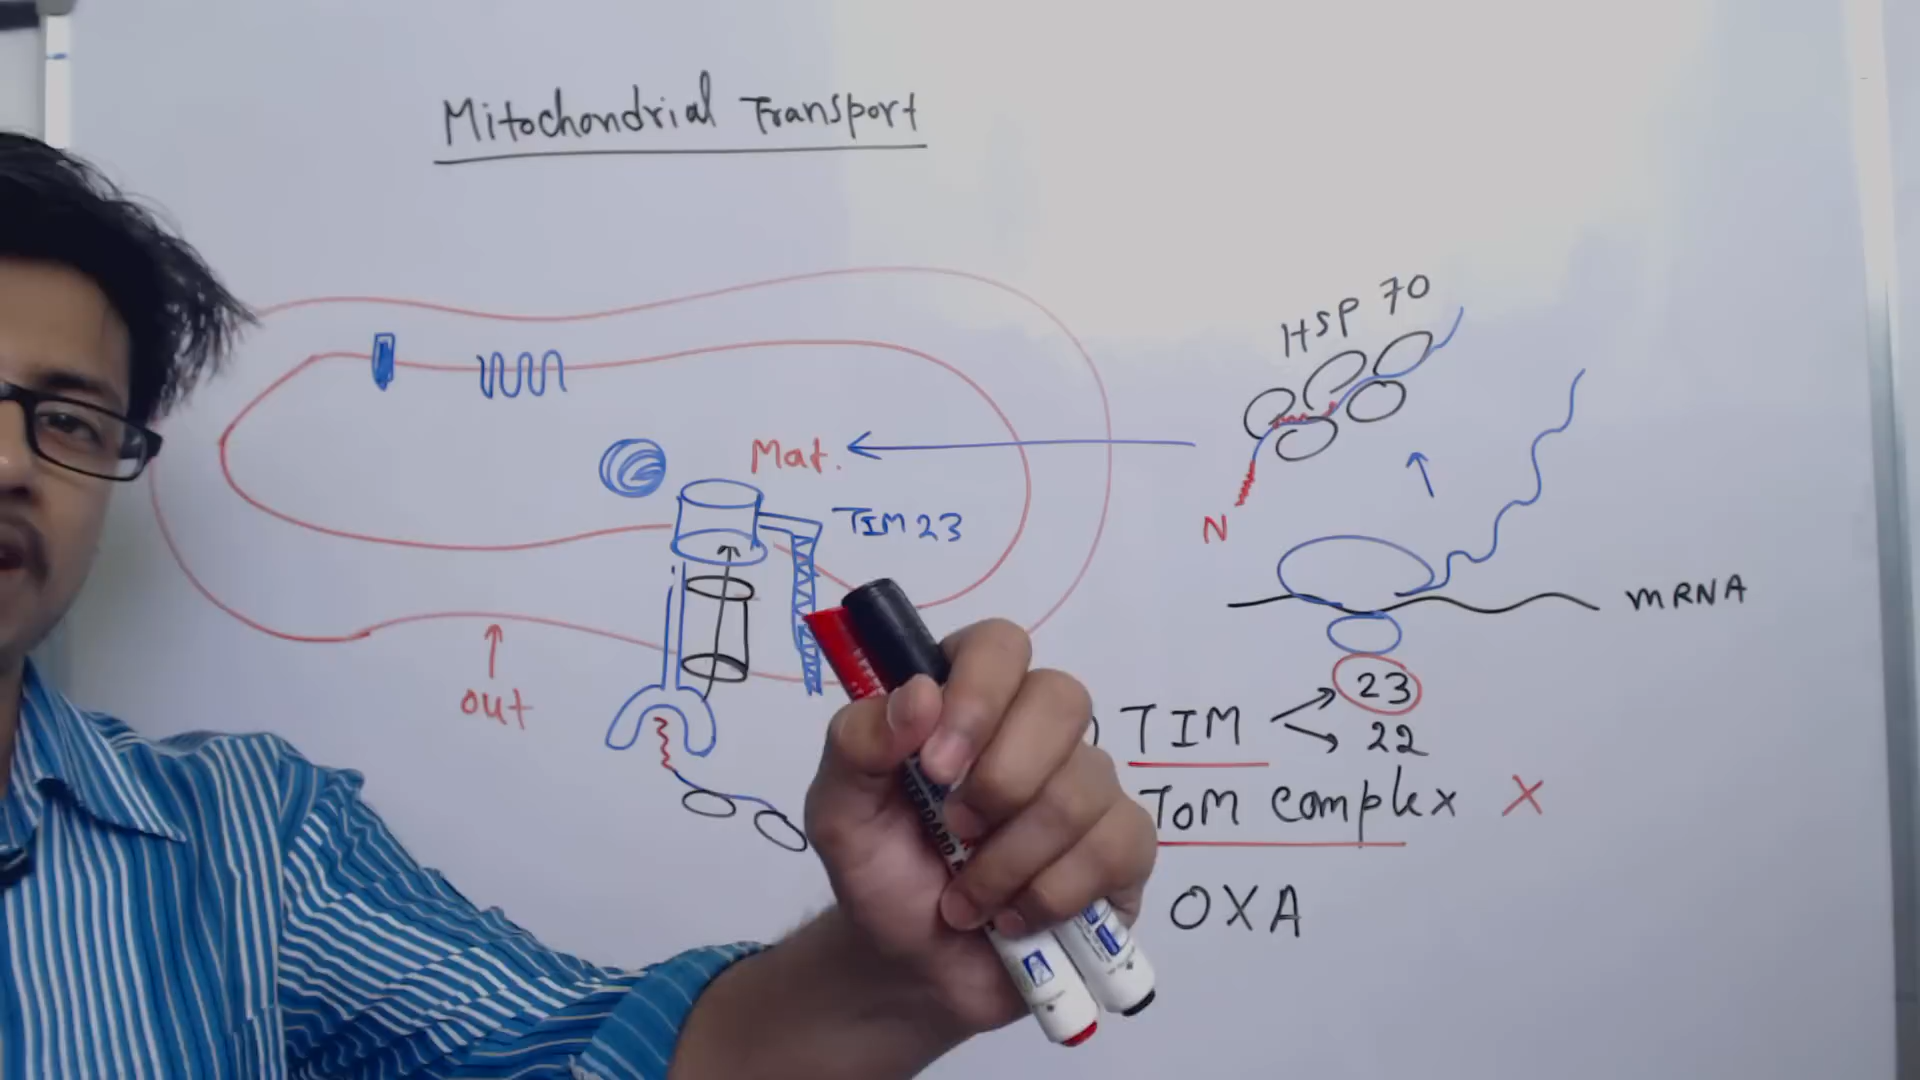 Mitochondrial Transport
HSP 70
Mat.
N
TIM 23
mRNA
out
TIM
23
22
TOM Complex X
OXA